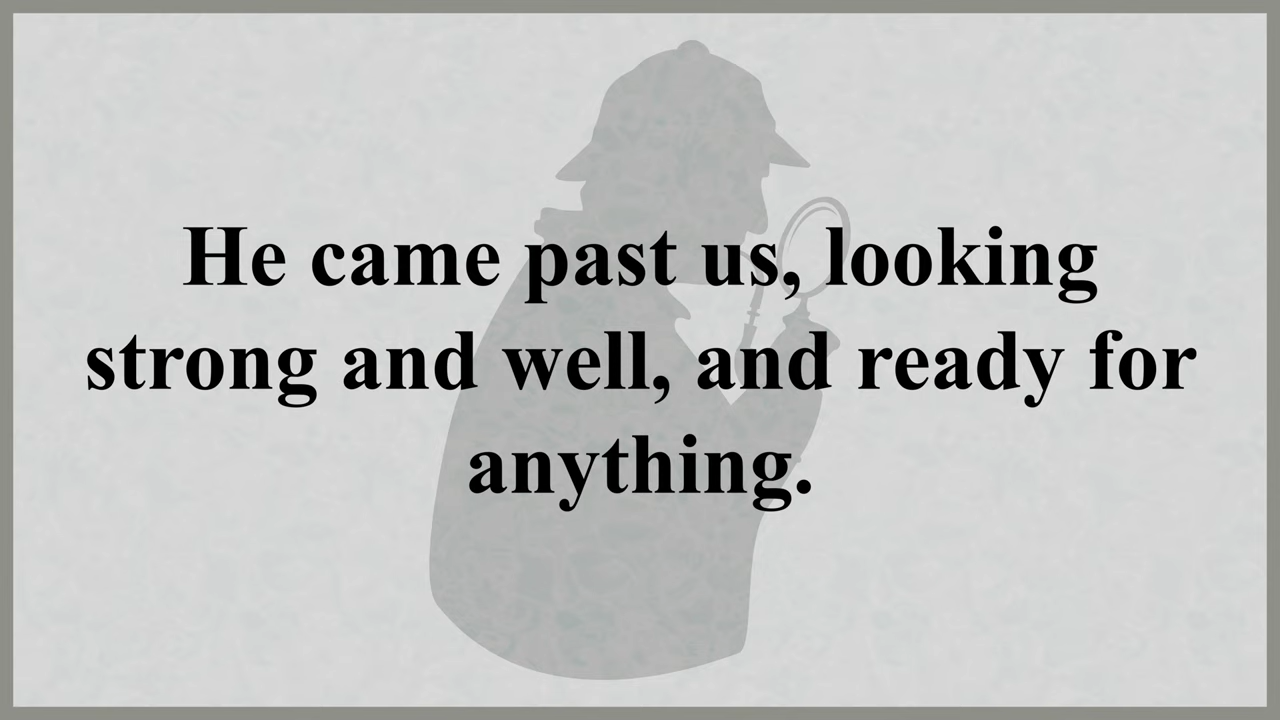 He came past us, looking
strong and well, and ready for
anything.